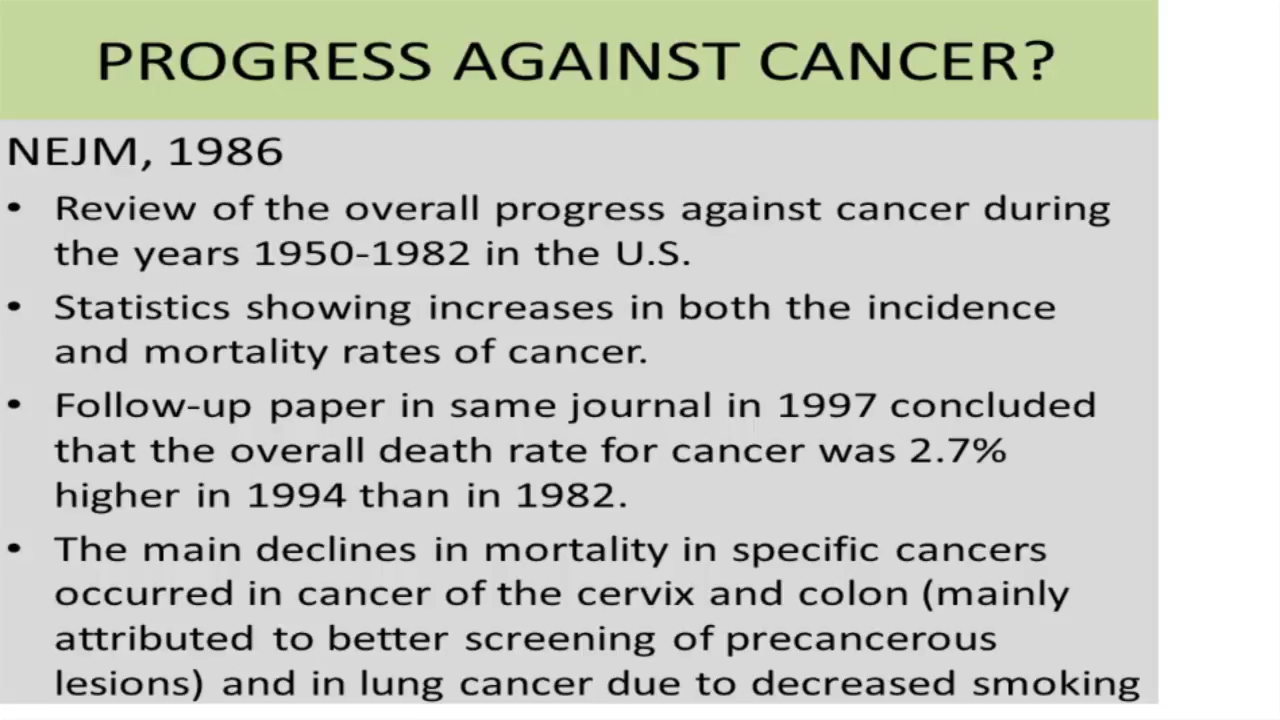 PROGRESS AGAINST CANCER?
NEJM, 1986
• Review of the overall progress against cancer during
the years 1950-1982 in the U.S.
• Statistics showing increases in both the incidence
and mortality rates of cancer.
• Follow-up paper in same journal in 1997 concluded
that the overall death rate for cancer was 2.7%
higher in 1994 than in 1982.
• The main declines in mortality in specific cancers
occurred in cancer of the cervix and colon (mainly
attributed to better screening of precancerous
lesions) and in lung cancer due to decreased smoking